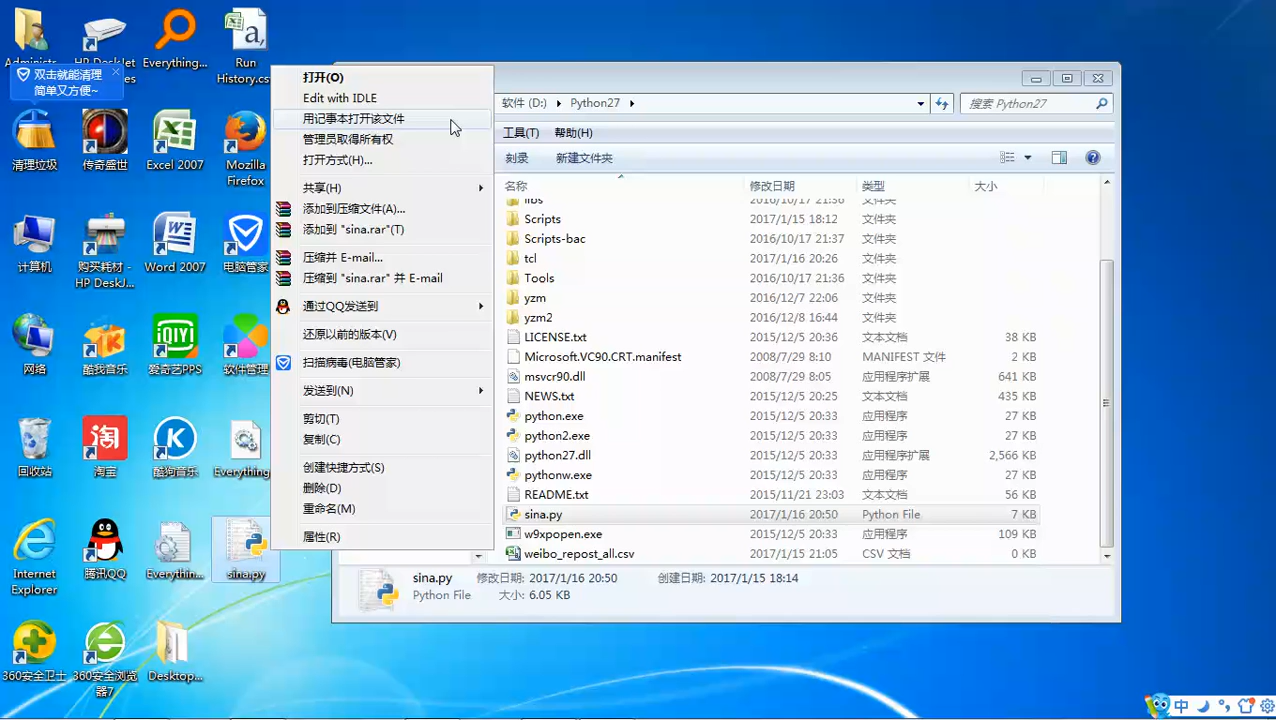 Administ...
HP DeskJet
Everything...
Run
History.cs
双击就能清理
简单又方便~
清理垃圾
传奇盛世
Excel 2007
Mozilla
Firefox
计算机
购买耗材 -
HP DeskJ...
Word 2007
电脑管家
网络
酷我音乐
爱奇艺PPS
软件管理
回收站
淘宝
酷狗音乐
Everything
Internet
Explorer
腾讯QQ
Everythin...
sina.py
360安全卫士
360安全浏览
器7
Desktop...
打开(O)
Edit with IDLE
用记事本打开该文件
管理员取得所有权
打开方式(H)...
共享(H)
添加到压缩文件(A)...
添加到 "sina.rar"(T)
压缩并 E-mail...
压缩到 "sina.rar" 并 E-mail
通过QQ发送到
还原以前的版本(V)
扫描病毒(电脑管家)
发送到(N)
剪切(T)
复制(C)
创建快捷方式(S)
删除(D)
重命名(M)
属性(R)
软件 (D:) Python27
搜索 Python27
工具(T) 帮助(H)
刻录 新建文件夹
名称 修改日期 类型 大小
libs 2016/10/17 21:36 文件夹
Scripts 2017/1/15 18:12 文件夹
Scripts-bac 2016/10/17 21:37 文件夹
tcl 2017/1/16 20:26 文件夹
Tools 2016/10/17 21:36 文件夹
yzm 2016/12/7 22:06 文件夹
yzm2 2016/12/8 16:44 文件夹
LICENSE.txt 2015/12/5 20:36 文本文档 38 KB
Microsoft.VC90.CRT.manifest 2008/7/29 8:10 MANIFEST 文件 2 KB
msvcr90.dll 2008/7/29 8:05 应用程序扩展 641 KB
NEWS.txt 2015/12/5 20:25 文本文档 435 KB
python.exe 2015/12/5 20:33 应用程序 27 KB
python2.exe 2015/12/5 20:33 应用程序 27 KB
python27.dll 2015/12/5 20:33 应用程序扩展 2,566 KB
pythonw.exe 2015/12/5 20:33 应用程序 27 KB
README.txt 2015/11/21 23:03 文本文档 56 KB
sina.py 2017/1/16 20:50 Python File 7 KB
w9xpopen.exe 2015/12/5 20:33 应用程序 109 KB
weibo_repost_all.csv 2017/1/15 21:05 CSV 文档 0 KB
sina.py 修改日期: 2017/1/16 20:50 创建日期: 2017/1/15 18:14
Python File 大小: 6.05 KB
中